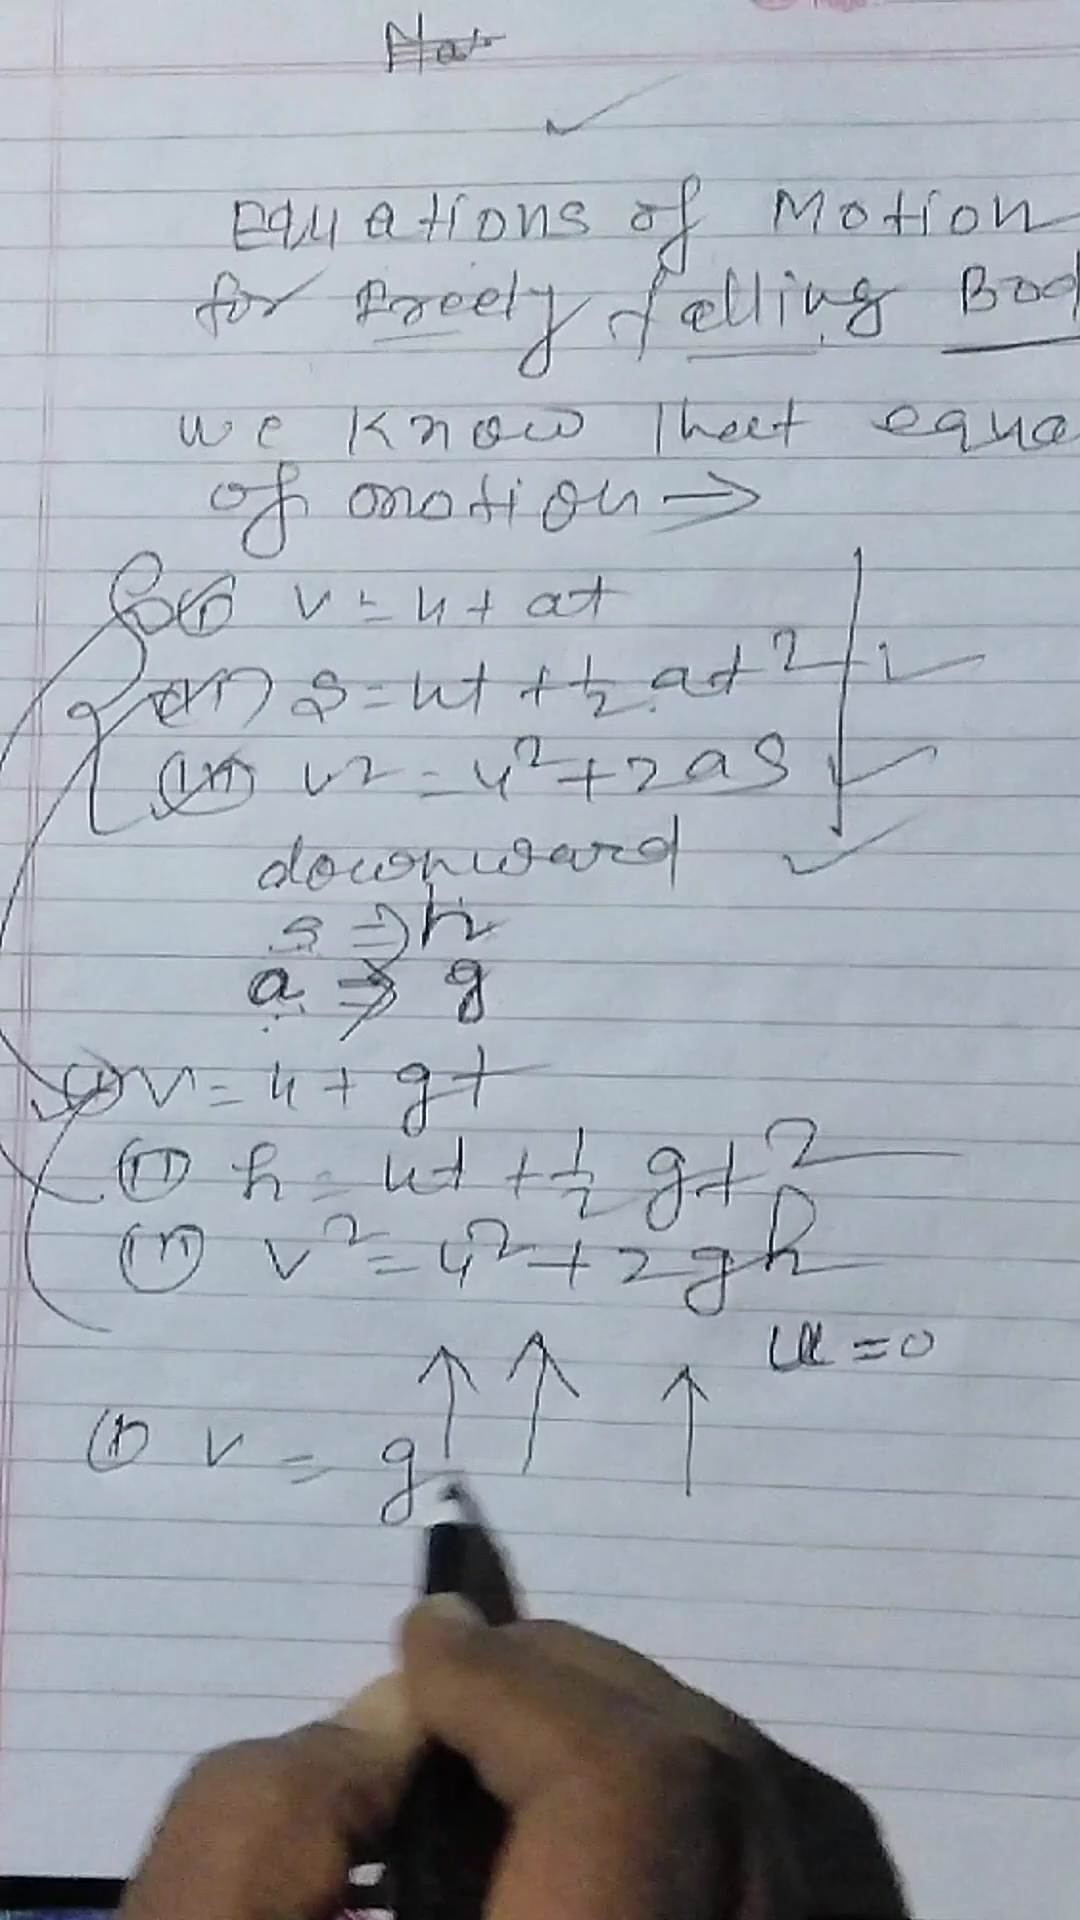 Equations of Motion
for Freely falling Bod
we know that equa
of motion →
(i) v = u + at
(ii) S = ut + 1/2 at²
(iii) v² = u² + 2as
downward
s ⇒ h
a ⇒ g
(i) v = u + gt
(ii) h = ut + 1/2 gt²
(iii) v² = u² + 2gh
u = 0
(i) v = g